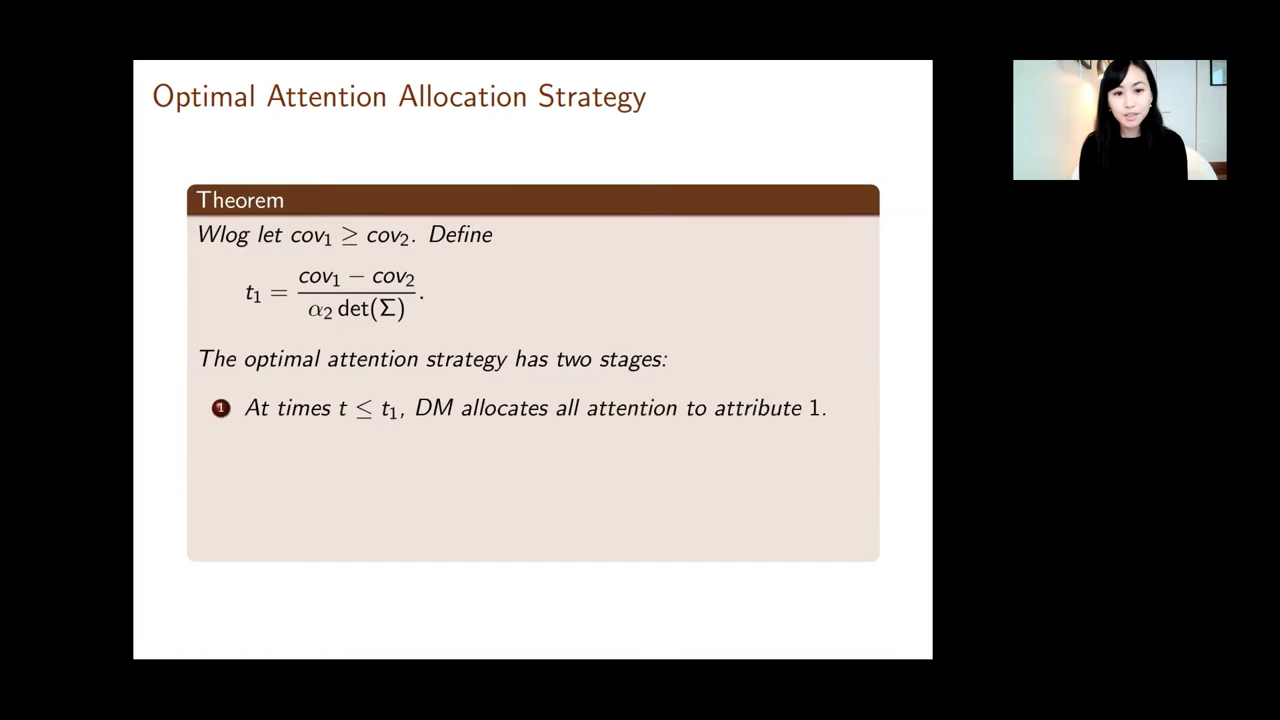 Optimal Attention Allocation Strategy
Theorem
Wlog let cov₁ ≥ cov₂. Define
t₁ = (cov₁ − cov₂) / (α₂ det(Σ)).
The optimal attention strategy has two stages:
1 At times t ≤ t₁, DM allocates all attention to attribute 1.